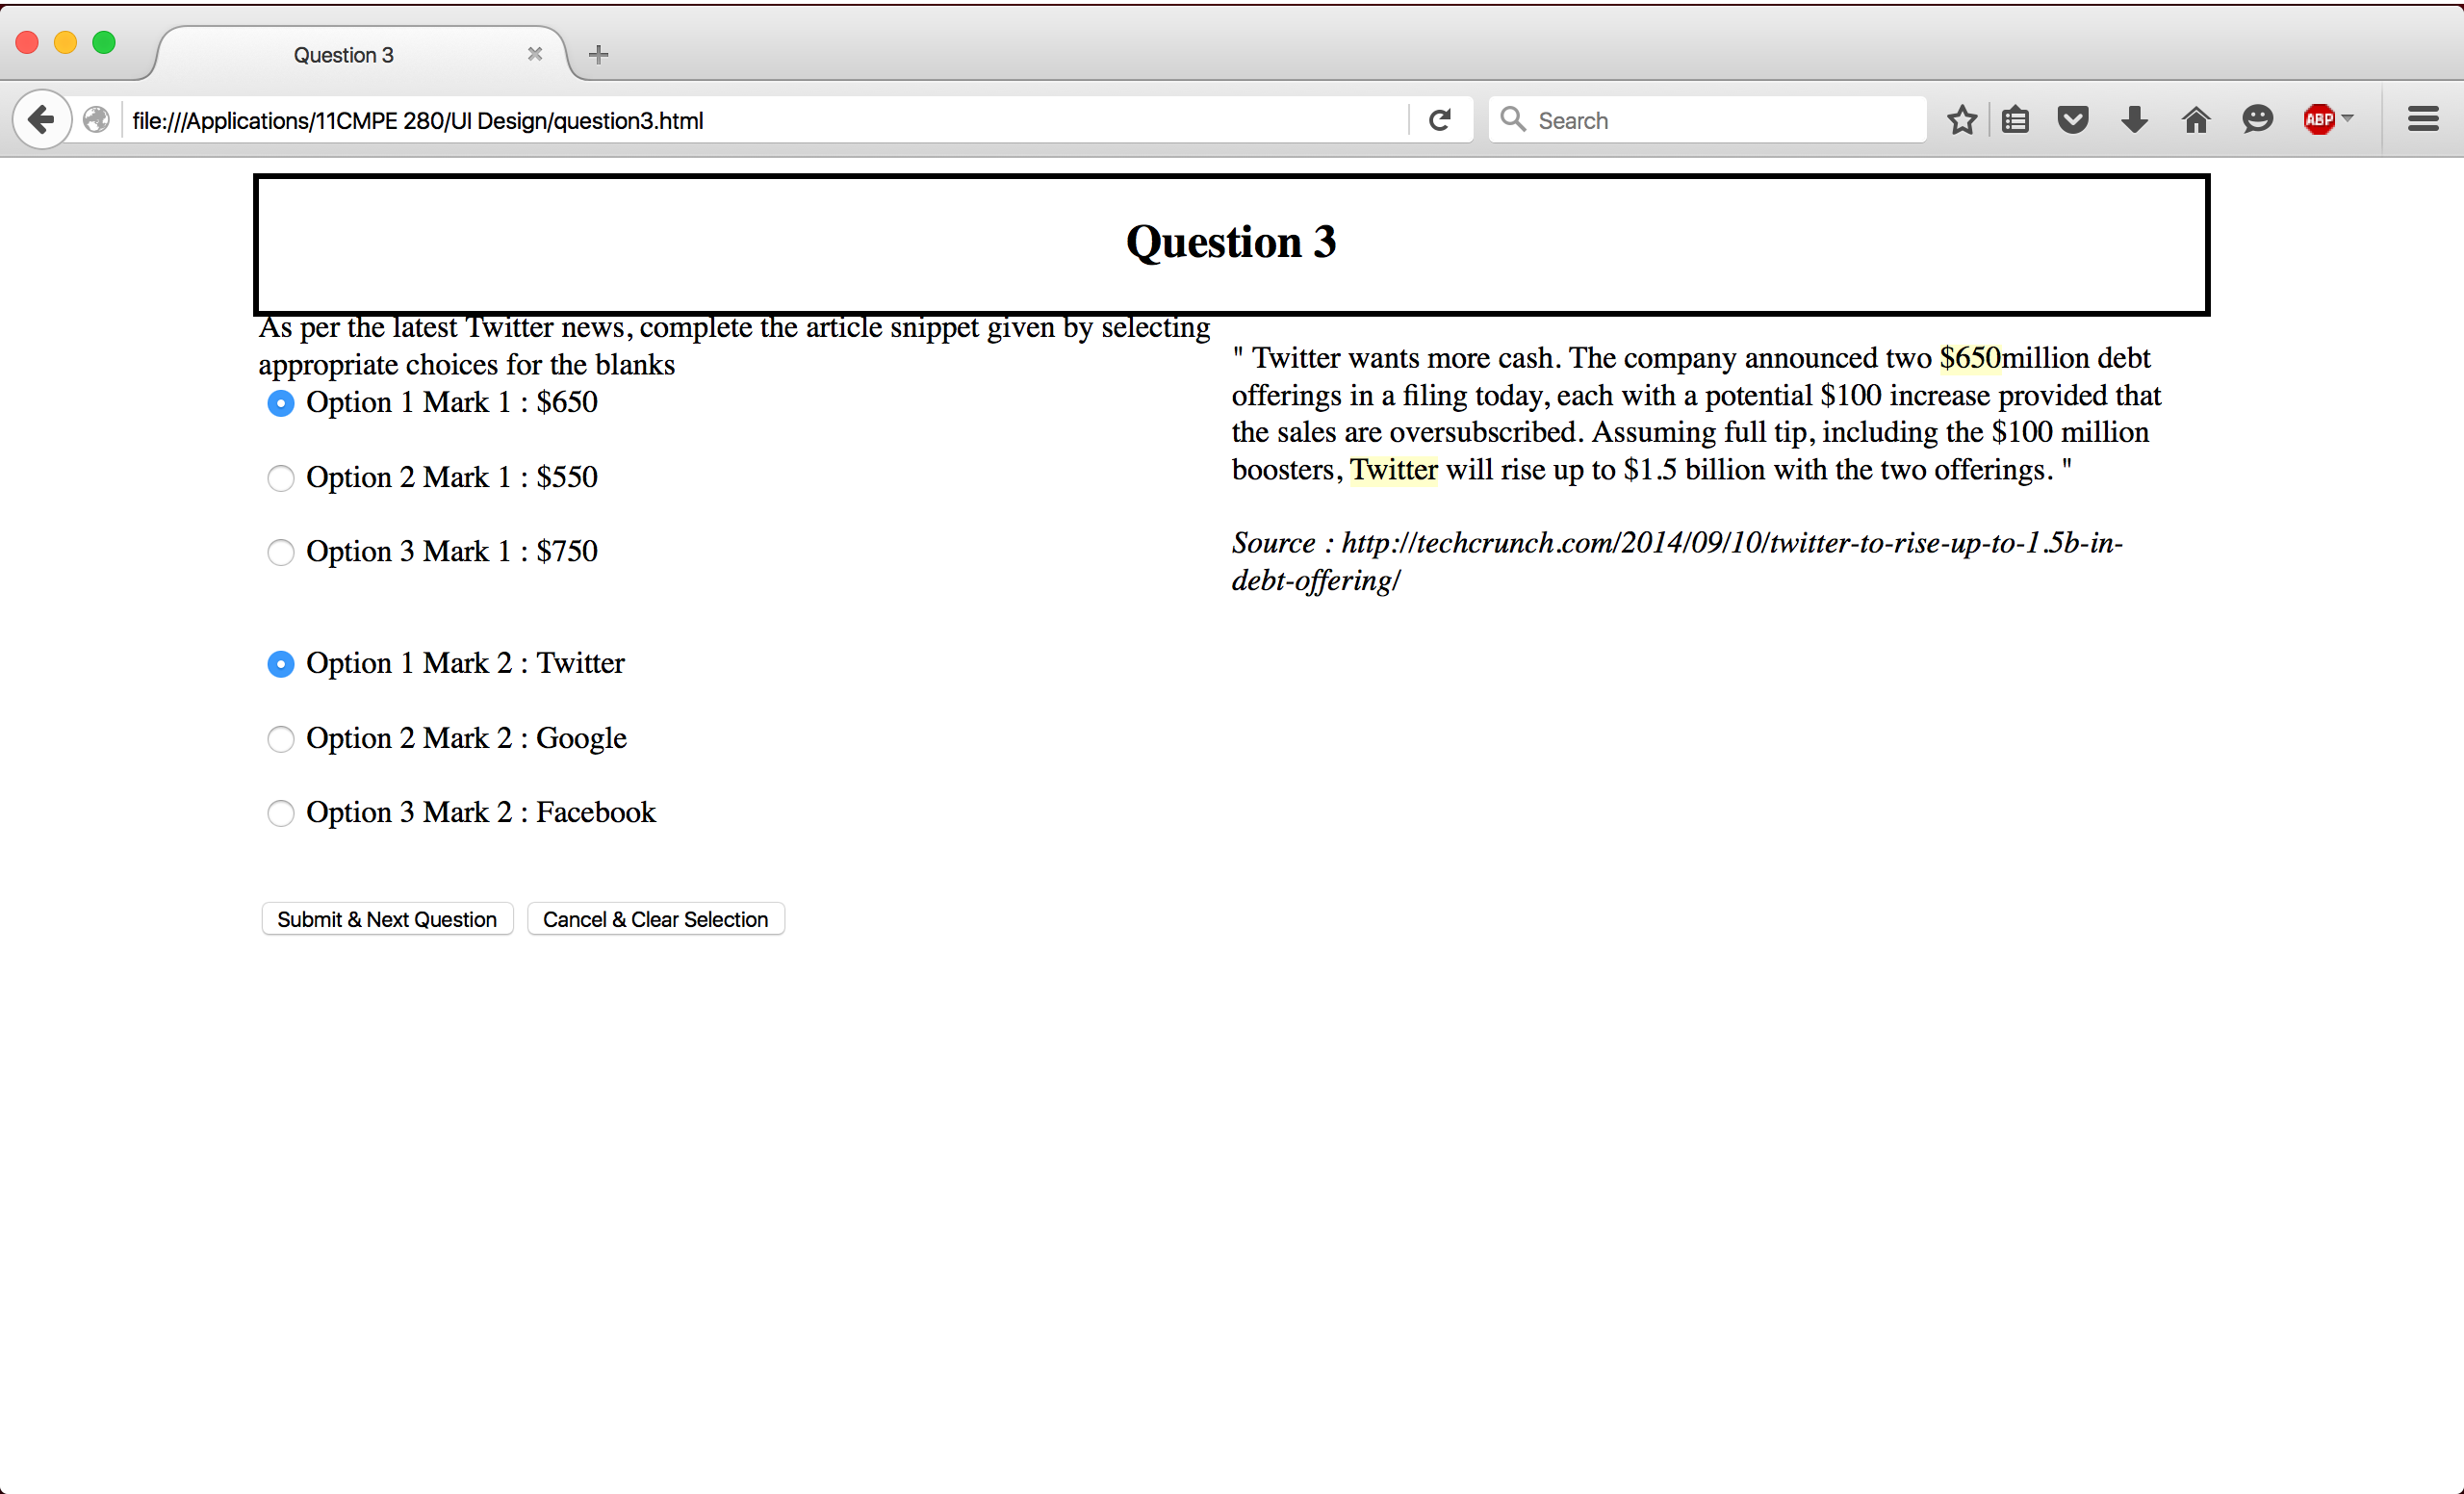 Question 3
file:///Applications/11CMPE 280/UI Design/question3.html
Search
ABP
Question 3
As per the latest Twitter news, complete the article snippet given by selecting
appropriate choices for the blanks
Option 1 Mark 1 : $650
Option 2 Mark 1 : $550
Option 3 Mark 1 : $750
Option 1 Mark 2 : Twitter
Option 2 Mark 2 : Google
Option 3 Mark 2 : Facebook
Submit & Next Question
Cancel & Clear Selection
" Twitter wants more cash. The company announced two $650million debt
offerings in a filing today, each with a potential $100 increase provided that
the sales are oversubscribed. Assuming full tip, including the $100 million
boosters, Twitter will rise up to $1.5 billion with the two offerings. "
Source : http://techcrunch.com/2014/09/10/twitter-to-rise-up-to-1.5b-in-
debt-offering/